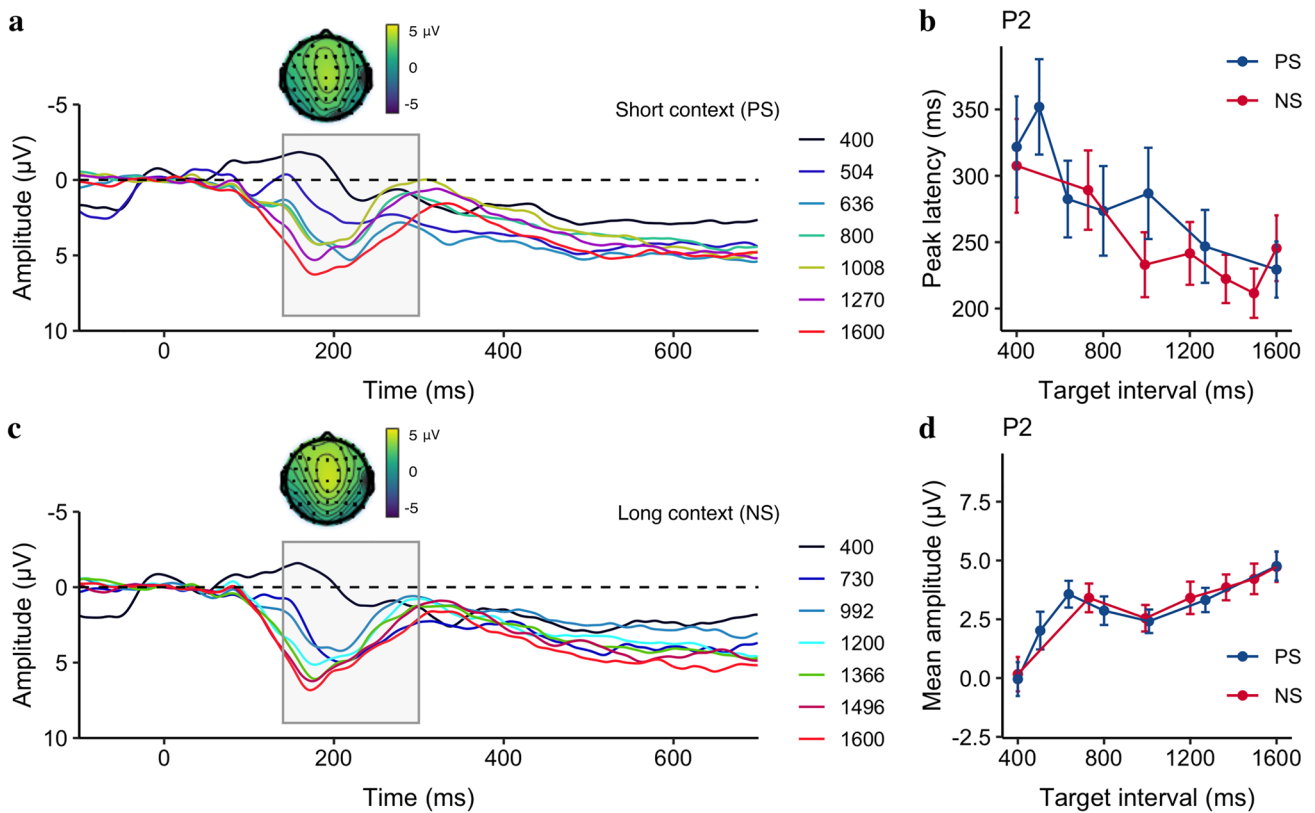 a
5 μV
0
-5
Short context (PS)
-5
0
5
10
Amplitude (μV)
0
200
400
600
Time (ms)
400
504
636
800
1008
1270
1600
b
P2
PS
NS
350
300
250
200
Peak latency (ms)
400
800
1200
1600
Target interval (ms)
c
5 μV
0
-5
Long context (NS)
-5
0
5
10
Amplitude (μV)
0
200
400
600
Time (ms)
400
730
992
1200
1366
1496
1600
d
P2
7.5
5.0
2.5
0.0
-2.5
Mean amplitude (μV)
PS
NS
400
800
1200
1600
Target interval (ms)